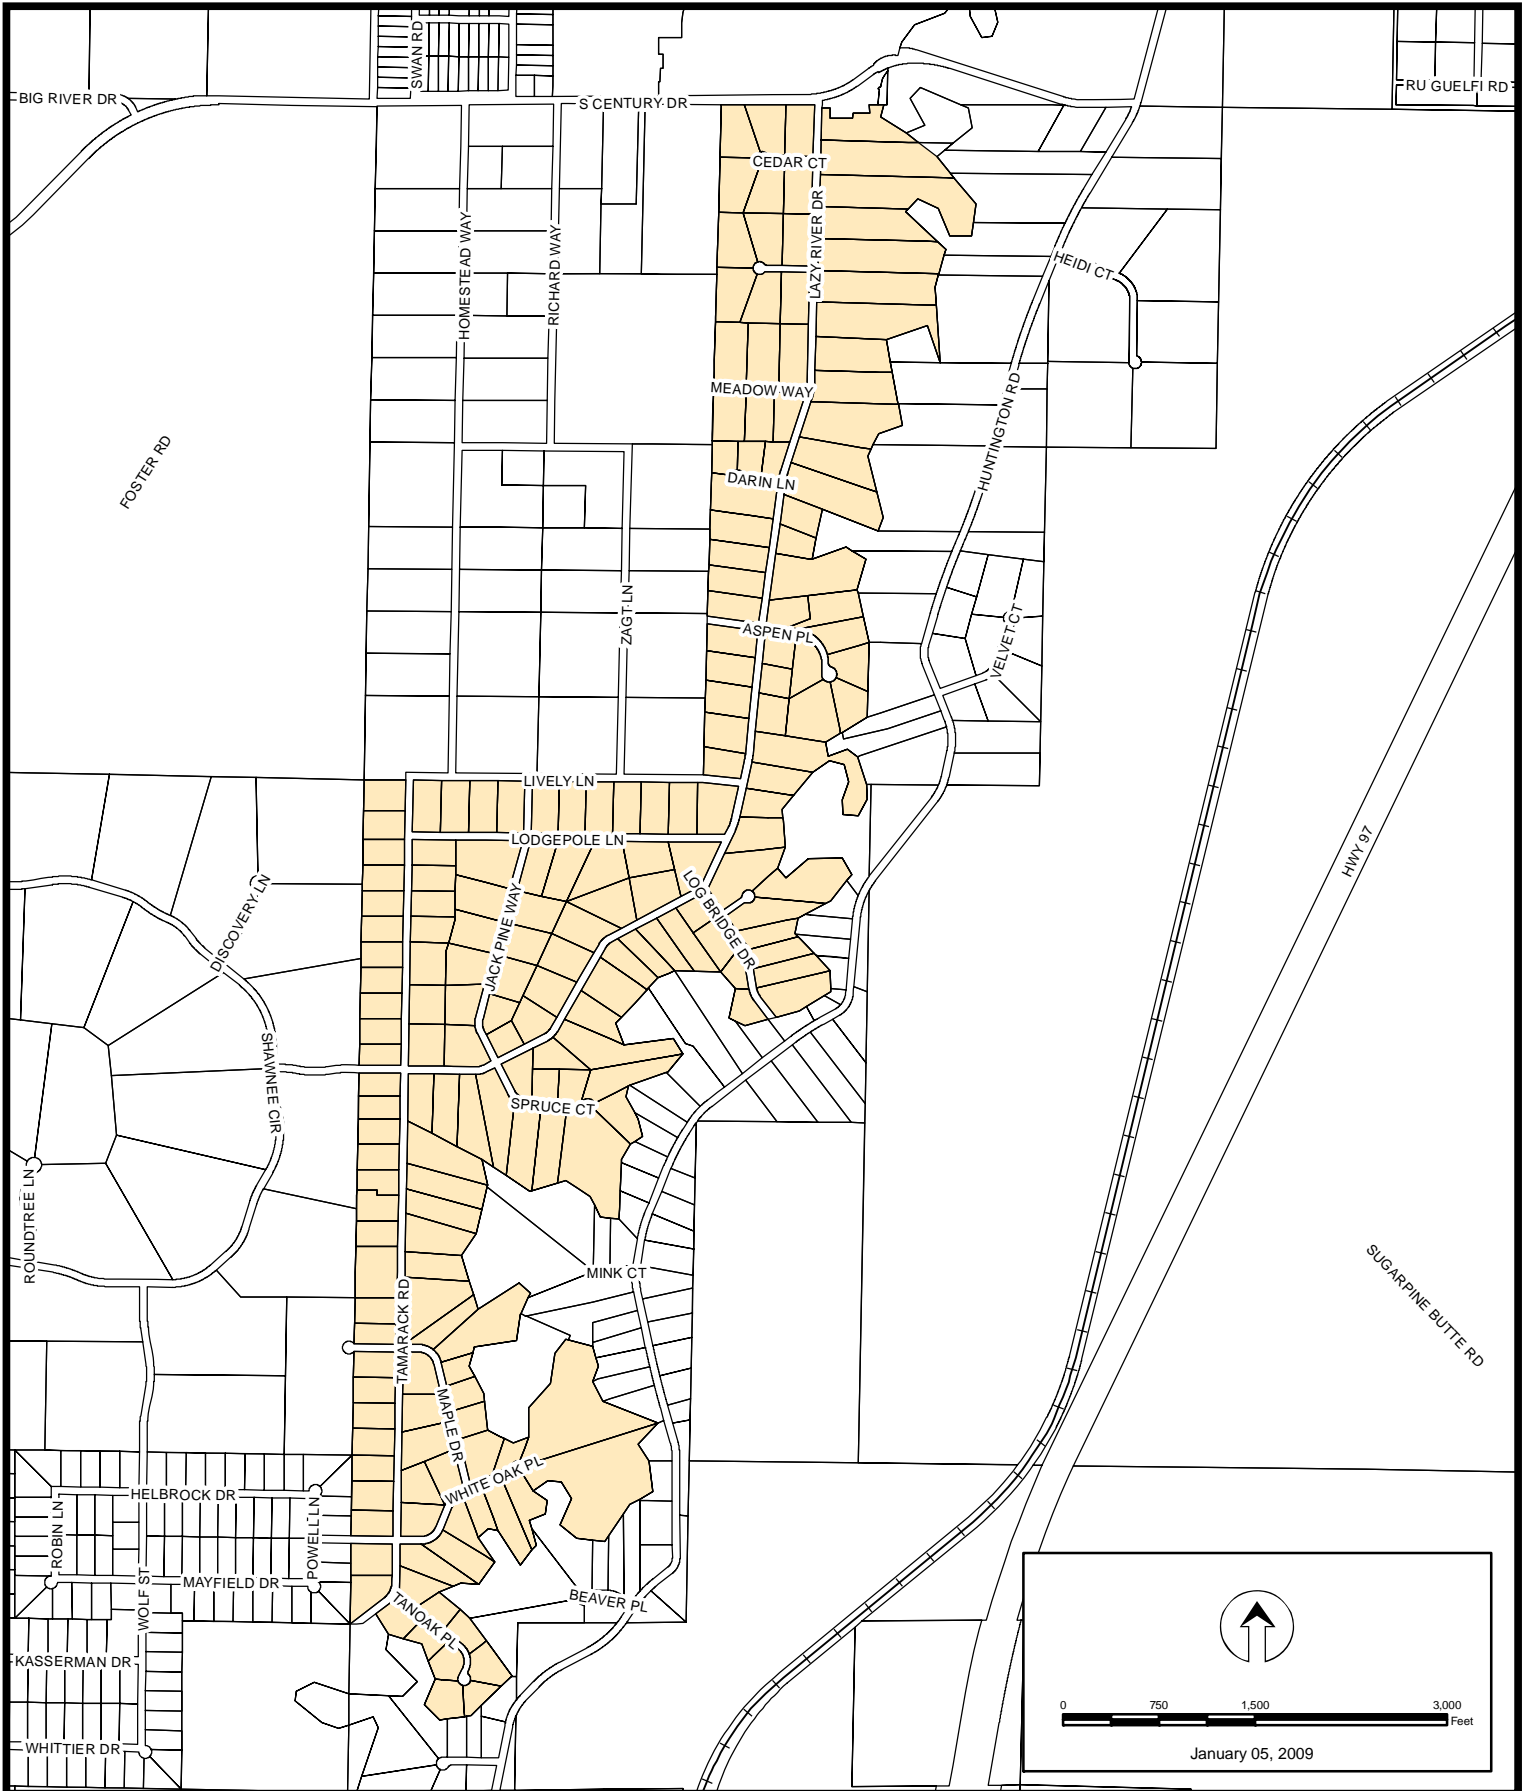 SWAN RD
BIG RIVER DR
S CENTURY DR
RU GUELFI RD
CEDAR CT
LAZY RIVER DR
HOMESTEAD WAY
RICHARD WAY
HEIDI CT
MEADOW WAY
HUNTINGTON RD
FOSTER RD
DARIN LN
ZAGT LN
ASPEN PL
VELVET CT
LIVELY LN
LODGEPOLE LN
HWY 97
DISCOVERY LN
JACK PINE WAY
LOG BRIDGE DR
SHAWNEE CIR
SPRUCE CT
ROUNDTREE LN
MINK CT
TAMARACK RD
SUGARPINE BUTTE RD
MAPLE DR
WHITE OAK PL
HELBROCK DR
ROBIN LN
POWELL LN
MAYFIELD DR
WOLF ST
BEAVER PL
TANOAK PL
KASSERMAN DR
WHITTIER DR
0 750 1,500 3,000
Feet
January 05, 2009